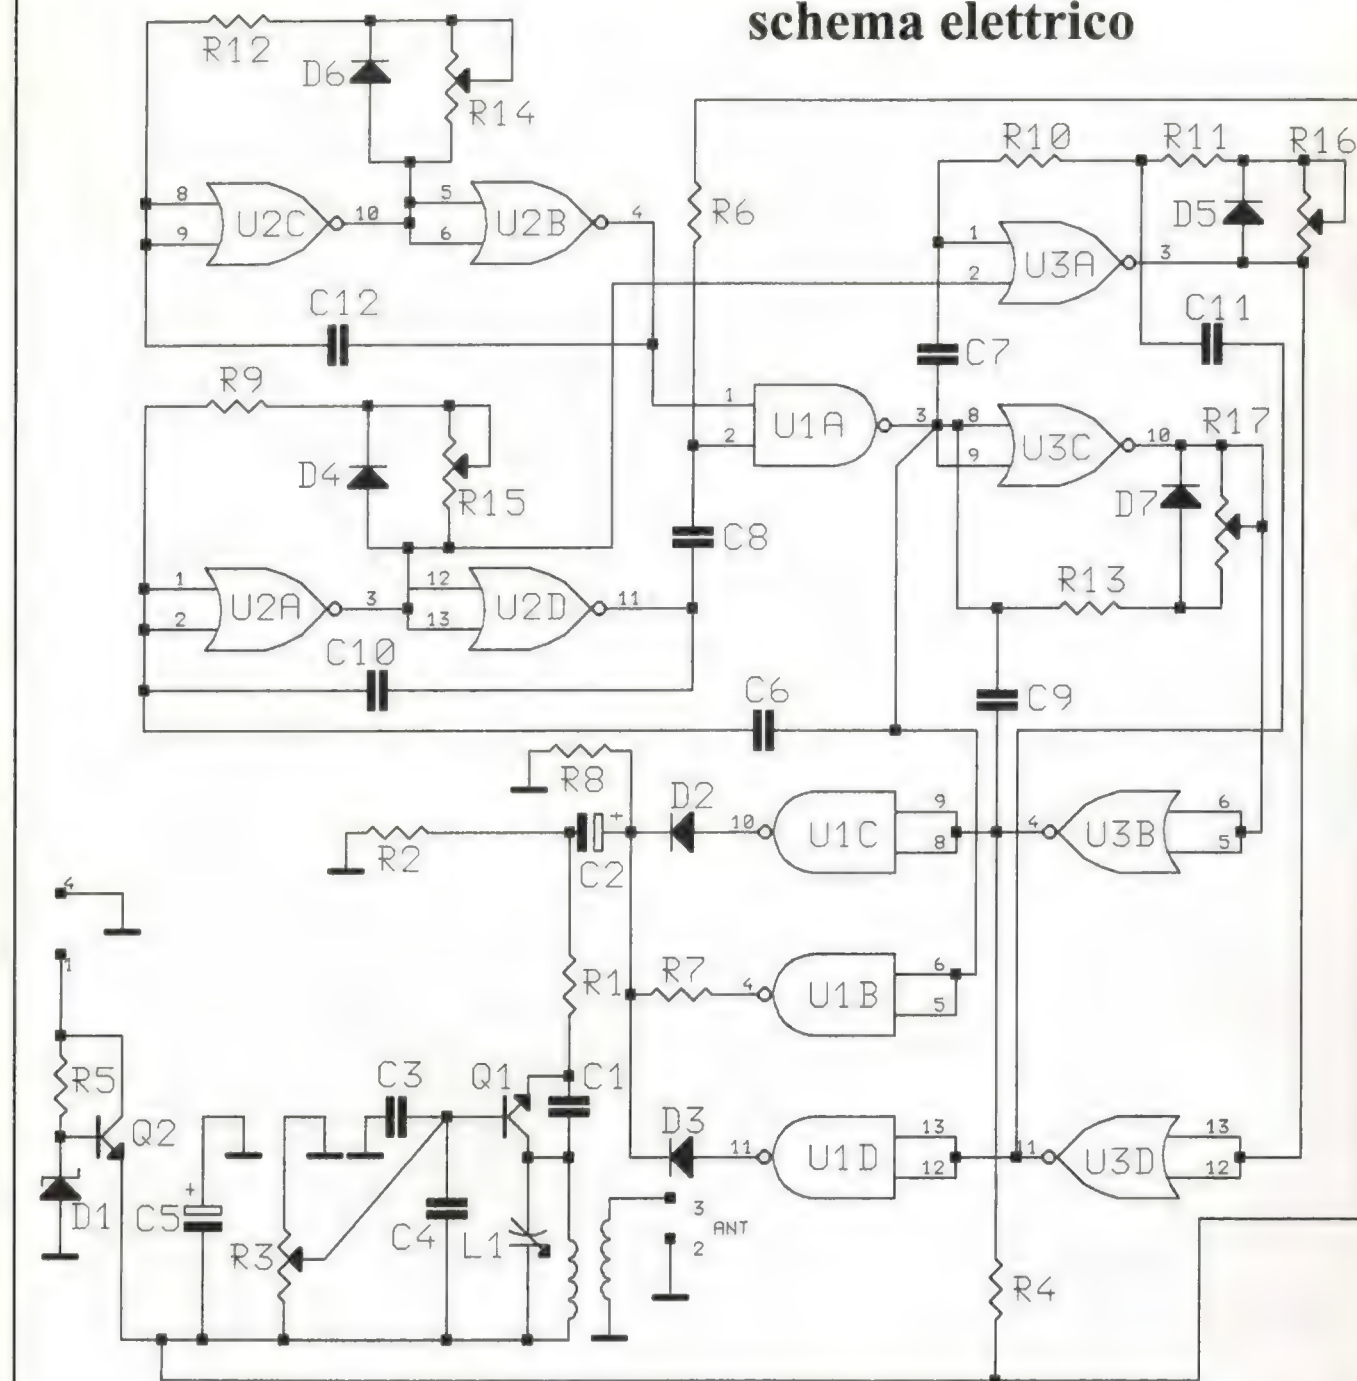 schema elettrico
R12
D6
R14
R10
R11
R16
8
9
U2C
10
5
6
U2B
4
R6
1
2
U3A
3
D5
C12
C7
C11
R9
1
2
U1A
3
8
9
U3C
10
R17
D4
R15
C8
D7
1
2
U2A
3
12
13
U2D
11
R13
C10
C6
C9
R8
D2
R2
+
C2
10
U1C
9
8
4
U3B
6
5
4
1
R1
R7
4
U1B
6
5
R5
C3
Q1
C1
Q2
D3
11
U1D
13
12
11
U3D
13
12
D1
+
C5
R3
C4
L1
3
ANT
2
R4